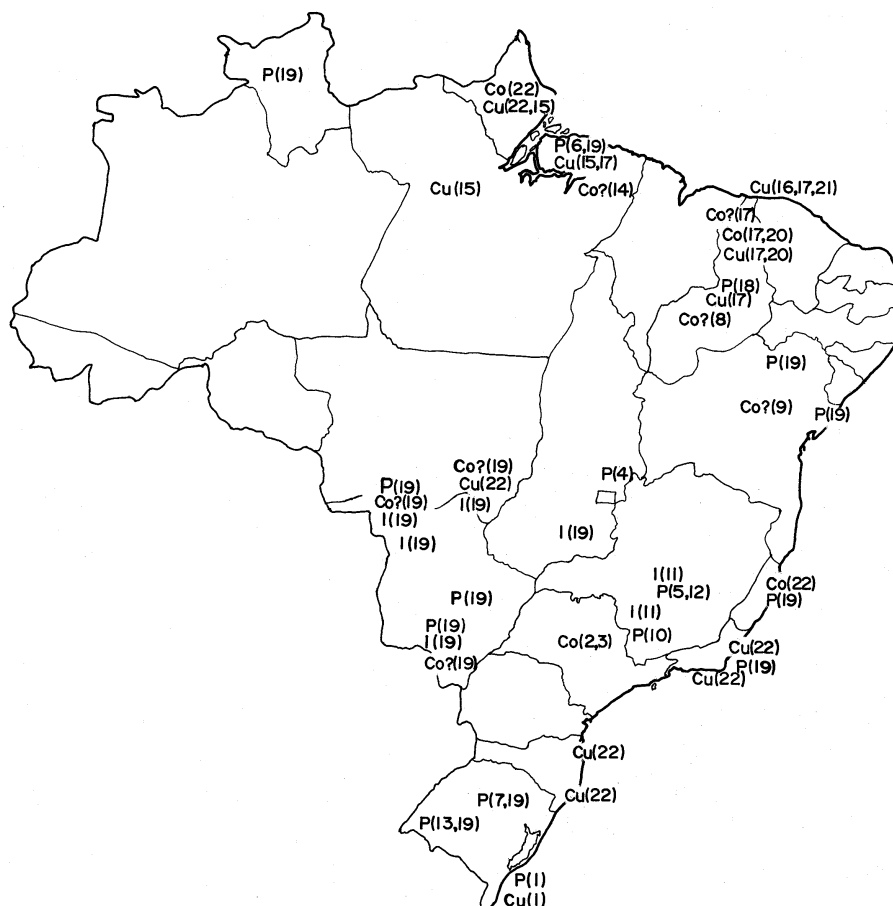 P(19)
Co(22)
Cu(22,15)
P(6,19)
Cu(15,17)
Cu(15)
Co?(14)
Cu(16,17,21)
Co?(17)
Co(17,20)
Cu(17,20)
P(18)
Cu(17)
Co?(8)
P(19)
Co?(9)
P(19)
P(4)
Co?(19)
Cu(22)
I(19)
P(19)
Co?(19)
I(19)
I(19)
I(19)
I(11)
P(5,12)
I(11)
P(10)
Co(22)
P(19)
P(19)
P(19)
I(19)
Co?(19)
Co(2,3)
Cu(22)
P(19)
Cu(22)
Cu(22)
Cu(22)
P(7,19)
P(13,19)
P(1)
Cu(1)